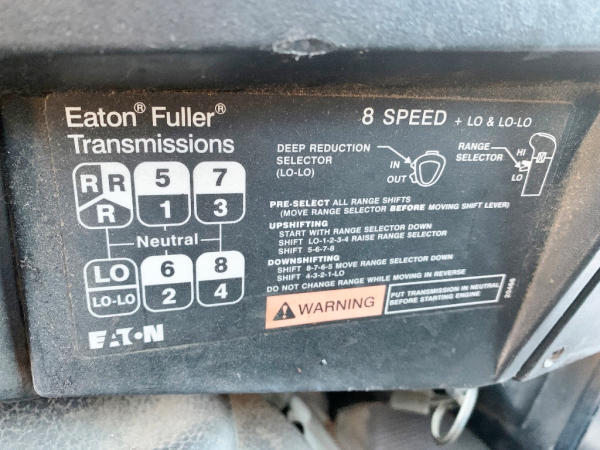 Eaton® Fuller®
Transmissions
8 SPEED + LO & LO-LO
DEEP REDUCTION
SELECTOR
(LO-LO)
IN
OUT
RANGE
SELECTOR
HI
LO
R R 5 7
R 1 3
Neutral
LO 6 8
LO-LO 2 4
PRE-SELECT ALL RANGE SHIFTS
(MOVE RANGE SELECTOR BEFORE MOVING SHIFT LEVER)
UPSHIFTING
START WITH RANGE SELECTOR DOWN
SHIFT LO-1-2-3-4 RAISE RANGE SELECTOR
SHIFT 5-6-7-8
DOWNSHIFTING
SHIFT 8-7-6-5 MOVE RANGE SELECTOR DOWN
SHIFT 4-3-2-1-LO
DO NOT CHANGE RANGE WHILE MOVING IN REVERSE
WARNING
PUT TRANSMISSION IN NEUTRAL
BEFORE STARTING ENGINE
EATON